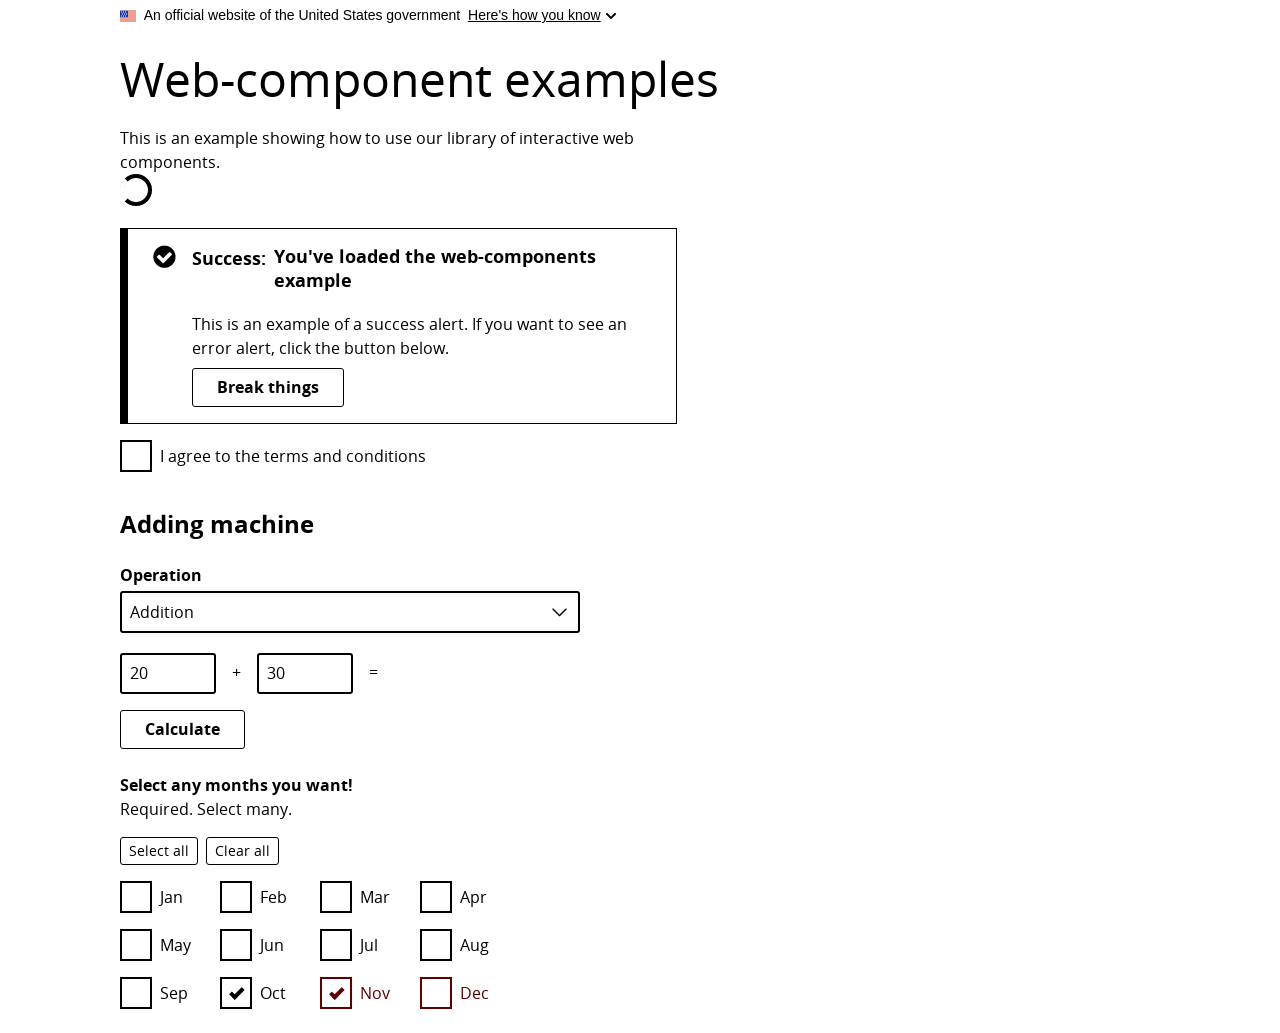 An official website of the United States government Here's how you know
Web-component examples
This is an example showing how to use our library of interactive web
components.
Success: You've loaded the web-components
example
This is an example of a success alert. If you want to see an
error alert, click the button below.
Break things
I agree to the terms and conditions
Adding machine
Operation
Addition
20 + 30 =
Calculate
Select any months you want!
Required. Select many.
Select all Clear all
Jan Feb Mar Apr
May Jun Jul Aug
Sep Oct Nov Dec